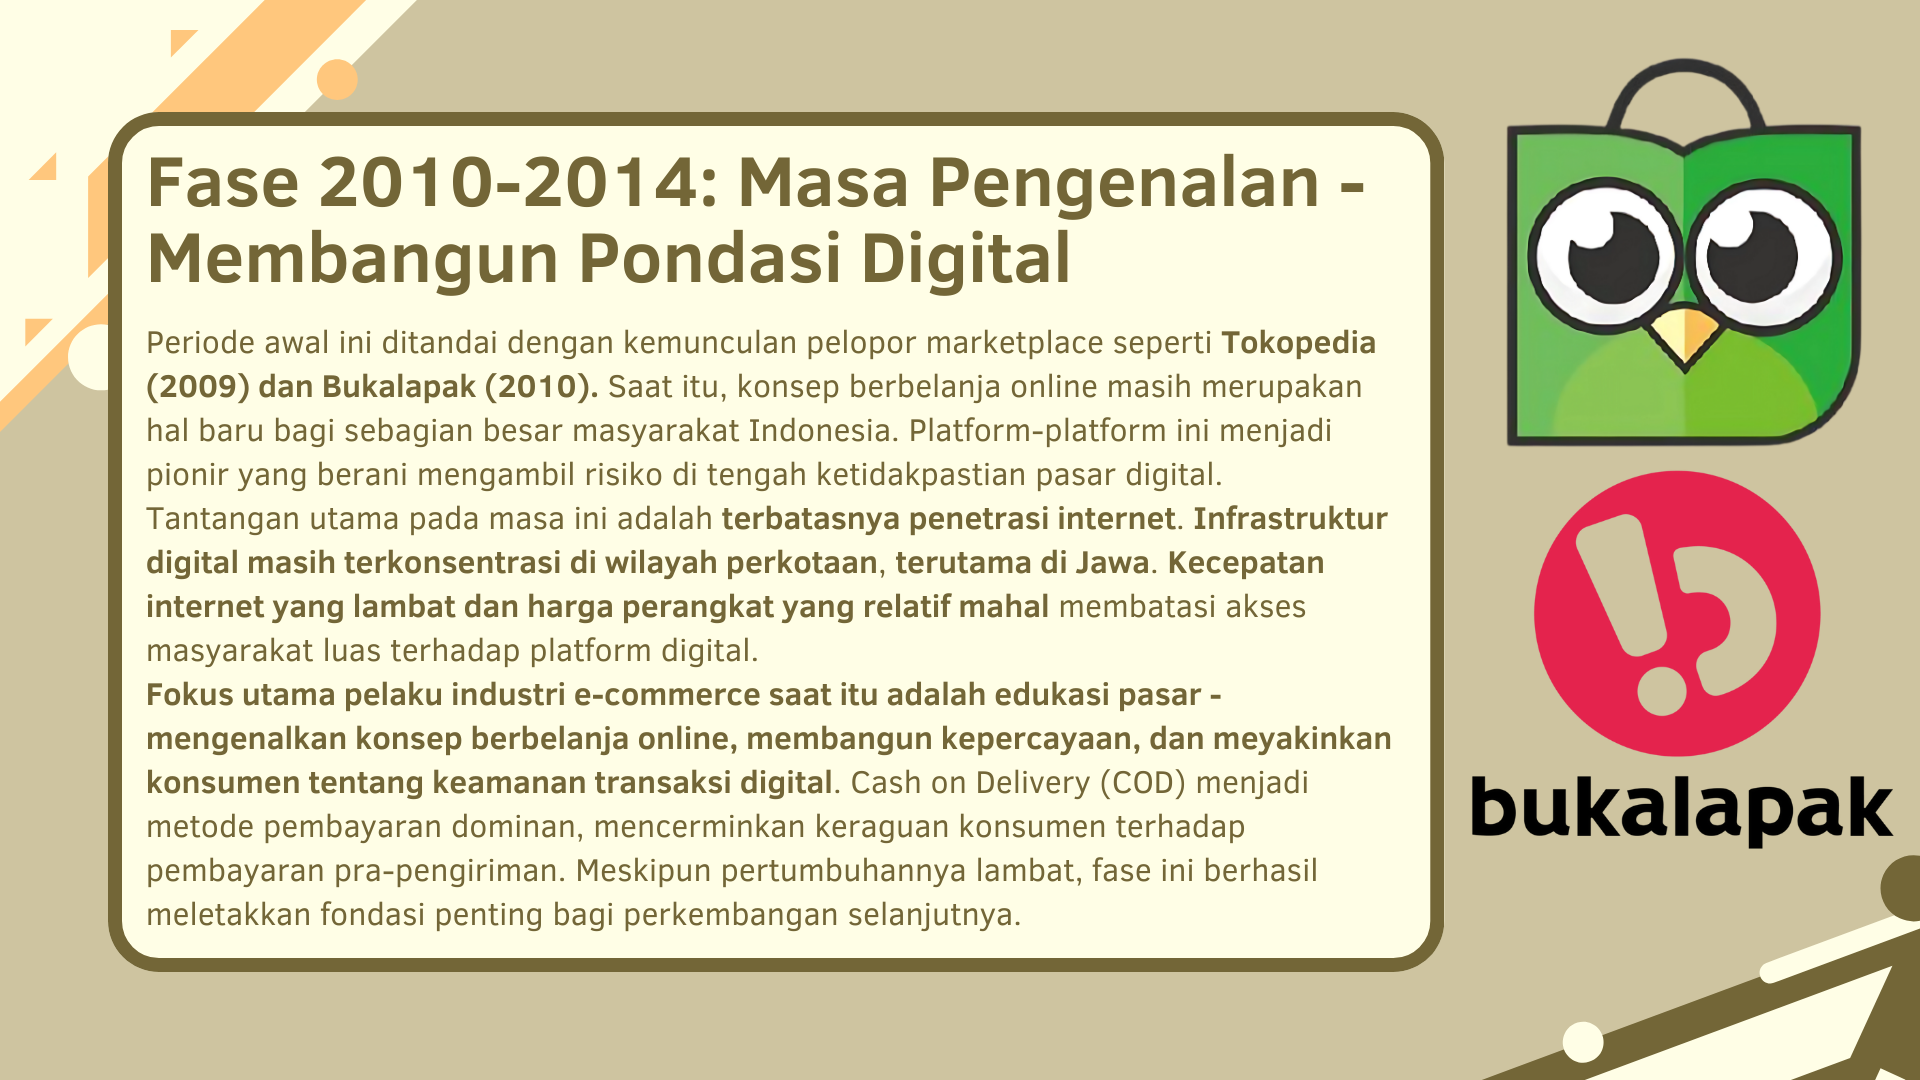 Fase 2010-2014: Masa Pengenalan -
Membangun Pondasi Digital
Periode awal ini ditandai dengan kemunculan pelopor marketplace seperti Tokopedia
(2009) dan Bukalapak (2010). Saat itu, konsep berbelanja online masih merupakan
hal baru bagi sebagian besar masyarakat Indonesia. Platform-platform ini menjadi
pionir yang berani mengambil risiko di tengah ketidakpastian pasar digital.
Tantangan utama pada masa ini adalah terbatasnya penetrasi internet. Infrastruktur
digital masih terkonsentrasi di wilayah perkotaan, terutama di Jawa. Kecepatan
internet yang lambat dan harga perangkat yang relatif mahal membatasi akses
masyarakat luas terhadap platform digital.
Fokus utama pelaku industri e-commerce saat itu adalah edukasi pasar -
mengenalkan konsep berbelanja online, membangun kepercayaan, dan meyakinkan
konsumen tentang keamanan transaksi digital. Cash on Delivery (COD) menjadi
metode pembayaran dominan, mencerminkan keraguan konsumen terhadap
pembayaran pra-pengiriman. Meskipun pertumbuhannya lambat, fase ini berhasil
meletakkan fondasi penting bagi perkembangan selanjutnya.
bukalapak